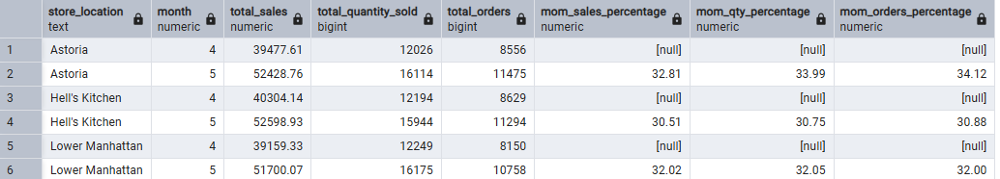 store_location month total_sales total_quantity_sold total_orders mom_sales_percentage mom_qty_percentage mom_orders_percentage
text numeric numeric bigint bigint numeric numeric numeric
1 Astoria 4 39477.61 12026 8556 [null] [null] [null]
2 Astoria 5 52428.76 16114 11475 32.81 33.99 34.12
3 Hell's Kitchen 4 40304.14 12194 8629 [null] [null] [null]
4 Hell's Kitchen 5 52598.93 15944 11294 30.51 30.75 30.88
5 Lower Manhattan 4 39159.33 12249 8150 [null] [null] [null]
6 Lower Manhattan 5 51700.07 16175 10758 32.02 32.05 32.00